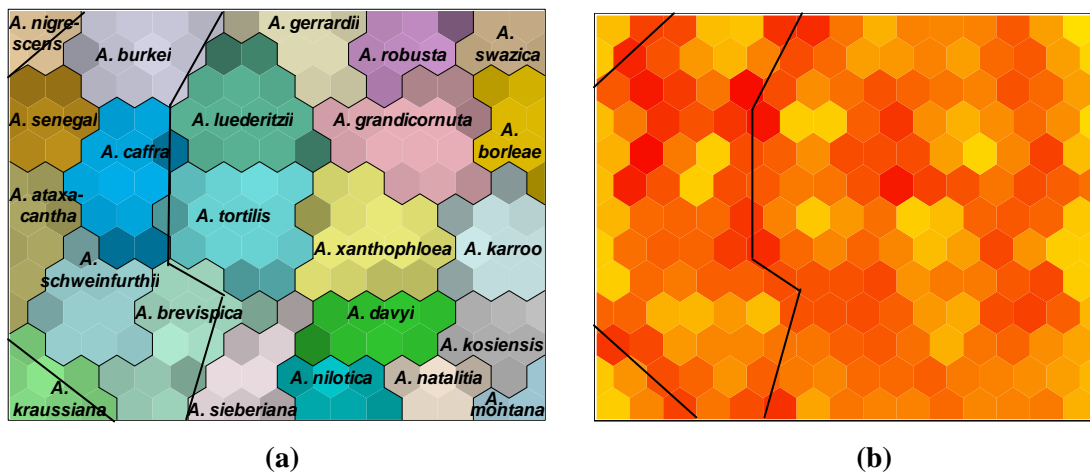 A. nigre-
scens
A. burkei
A. gerrardii
A. robusta
A.
swazica
A. senegal
A. caffra
A. luederitzii
A. grandicornuta
A.
borleae
A. ataxa-
cantha
A. tortilis
A. xanthophloea
A. karroo
A.
schweinfurthii
A. brevispica
A. davyi
A. kosiensis
A.
kraussiana
A. sieberiana
A. nilotica
A. natalitia
A.
montana
(a)
(b)